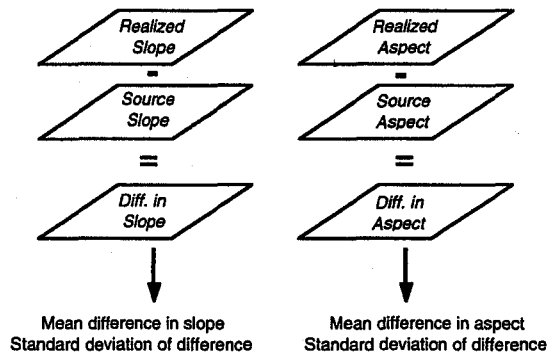 Realized
Slope
-
Source
Slope
=
Diff. in
Slope
Mean difference in slope
Standard deviation of difference
Realized
Aspect
-
Source
Aspect
=
Diff. in
Aspect
Mean difference in aspect
Standard deviation of difference